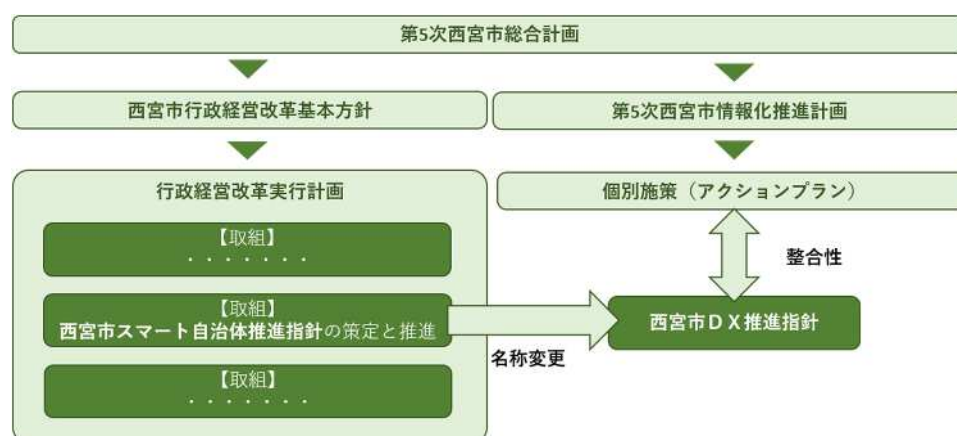 第5次西宮市総合計画
西宮市行政経営改革基本方針
第5次西宮市情報化推進計画
行政経営改革実行計画
個別施策（アクションプラン）
【取組】
・・・・・・・
整合性
【取組】
西宮市スマート自治体推進指針の策定と推進
西宮市ＤＸ推進指針
名称変更
【取組】
・・・・・・・